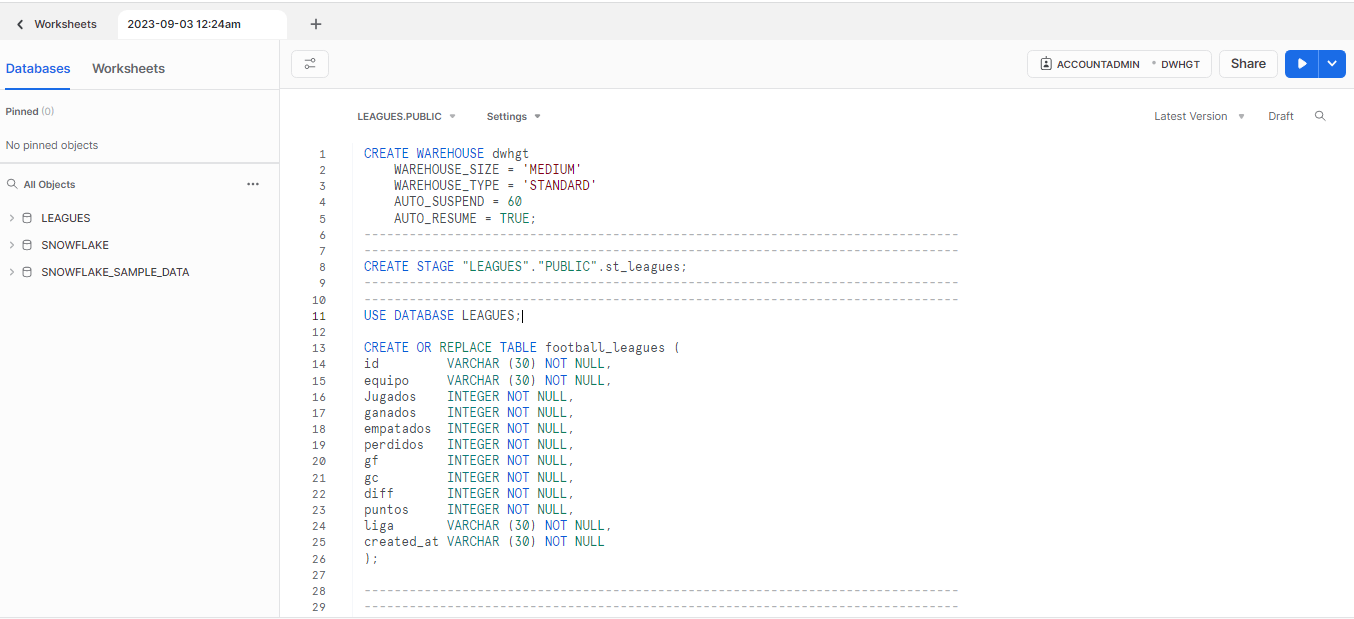 Worksheets
2023-09-03 12:24am
+
Databases
Worksheets
ACCOUNTADMIN • DWHGT
Share
Pinned (0)
No pinned objects
All Objects
...
LEAGUES
SNOWFLAKE
SNOWFLAKE_SAMPLE_DATA
LEAGUES.PUBLIC
Settings
Latest Version
Draft
1 CREATE WAREHOUSE dwhgt
2 WAREHOUSE_SIZE = 'MEDIUM'
3 WAREHOUSE_TYPE = 'STANDARD'
4 AUTO_SUSPEND = 60
5 AUTO_RESUME = TRUE;
6 -------------------------------------------------------------------------------
7 -------------------------------------------------------------------------------
8 CREATE STAGE "LEAGUES"."PUBLIC".st_leagues;
9 -------------------------------------------------------------------------------
10 -------------------------------------------------------------------------------
11 USE DATABASE LEAGUES;
12
13 CREATE OR REPLACE TABLE football_leagues (
14 id VARCHAR (30) NOT NULL,
15 equipo VARCHAR (30) NOT NULL,
16 Jugados INTEGER NOT NULL,
17 ganados INTEGER NOT NULL,
18 empatados INTEGER NOT NULL,
19 perdidos INTEGER NOT NULL,
20 gf INTEGER NOT NULL,
21 gc INTEGER NOT NULL,
22 diff INTEGER NOT NULL,
23 puntos INTEGER NOT NULL,
24 liga VARCHAR (30) NOT NULL,
25 created_at VARCHAR (30) NOT NULL
26 );
27
28 -------------------------------------------------------------------------------
29 -------------------------------------------------------------------------------